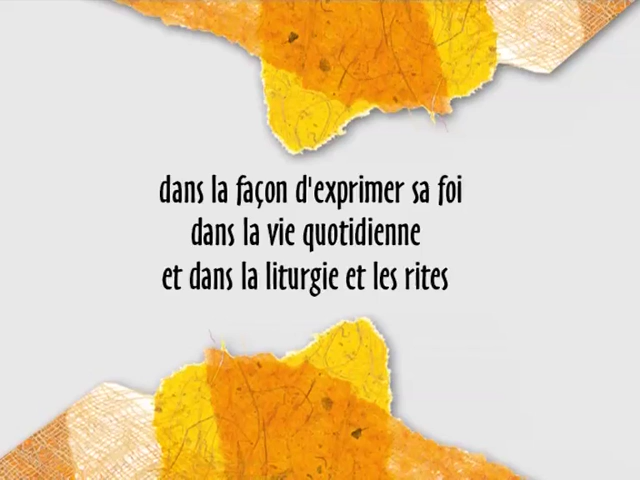 dans la façon d'exprimer sa foi
dans la vie quotidienne
et dans la liturgie et les rites